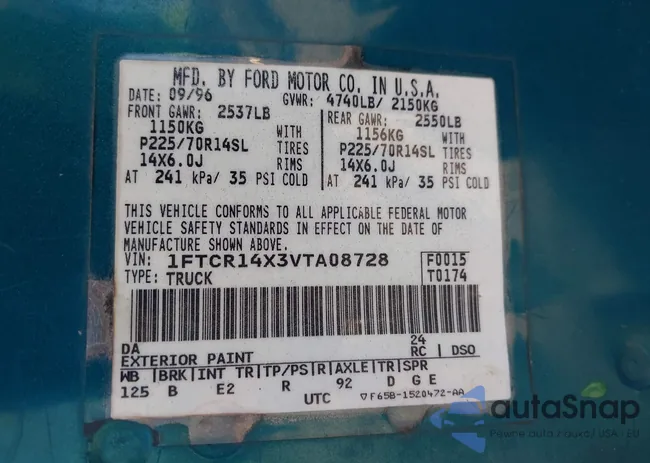 MFD. BY FORD MOTOR CO. IN U.S.A.
DATE: 09/96 GVWR: 4740LB/ 2150KG
FRONT GAWR: 2537LB REAR GAWR: 2550LB
1150KG WITH 1156KG WITH
P225/70R14SL TIRES P225/70R14SL TIRES
14X6.0J RIMS 14X6.0J RIMS
AT 241 kPa/ 35 PSI COLD AT 241 kPa/ 35 PSI COLD
THIS VEHICLE CONFORMS TO ALL APPLICABLE FEDERAL MOTOR
VEHICLE SAFETY STANDARDS IN EFFECT ON THE DATE OF
MANUFACTURE SHOWN ABOVE.
VIN: 1FTCR14X3VTA08728 F0015
TYPE: TRUCK T0174
DA 24
EXTERIOR PAINT RC DSO
WB BRK INT TR TP/PS R AXLE TR SPR
125 B E2 R 92 D G E
UTC F65B-1520472-AA
autoSnap
Pewne auta z aukcji USA - EU